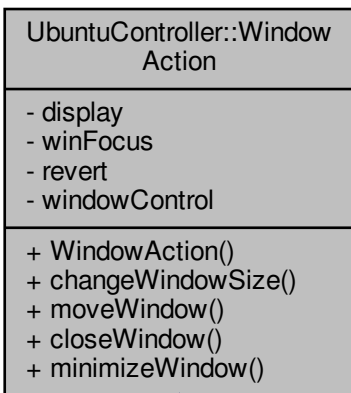 UbuntuController::Window
Action
- display
- winFocus
- revert
- windowControl
+ WindowAction()
+ changeWindowSize()
+ moveWindow()
+ closeWindow()
+ minimizeWindow()